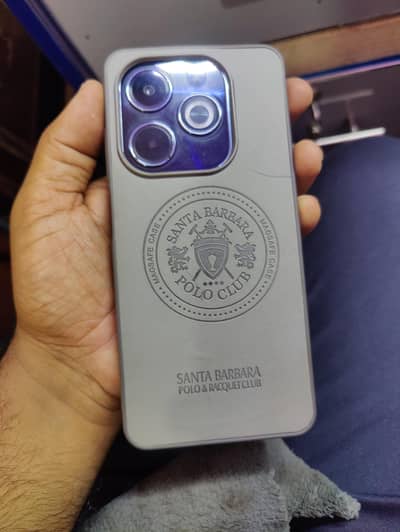 SANTA BARBARA
POLO CLUB
MAGSAFE CASE
MAGSAFE CASE
SANTA BARBARA
POLO & RACQUET CLUB